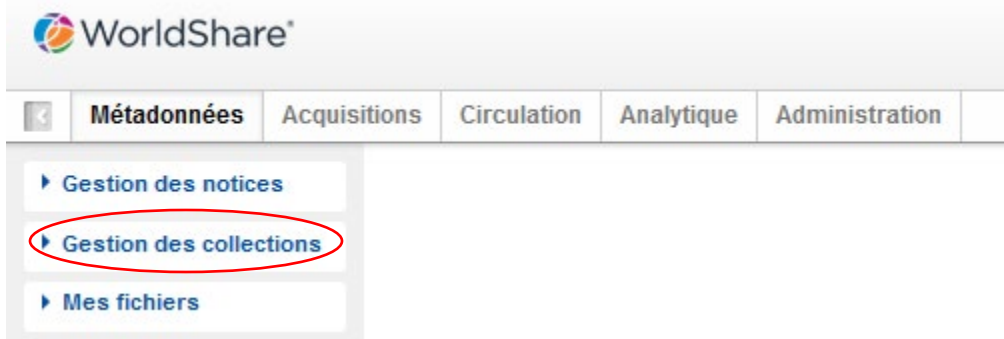 WorldShare®
Métadonnées Acquisitions Circulation Analytique Administration
Gestion des notices
Gestion des collections
Mes fichiers